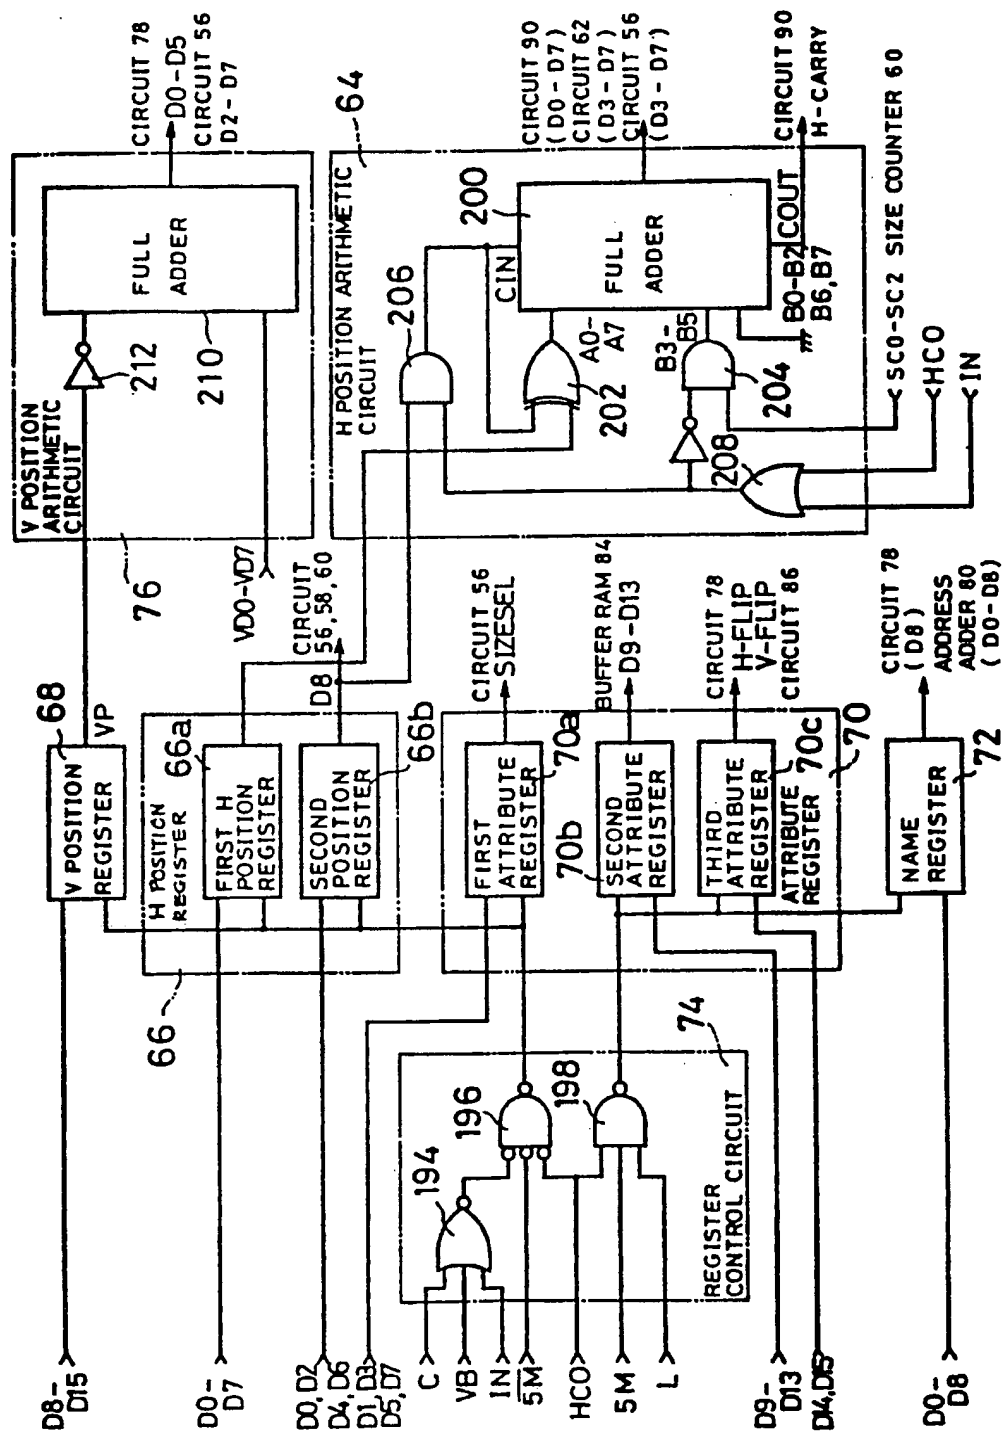 D8-
D15
D0-
D7
D0,D2
D4,D6
D1,D3
D5,D7
C
VB
IN
5M
HCO
5M
L
D9-
D13
D14,D15
D0-
D8
194
196
198
74
REGISTER
CONTROL CIRCUIT
66
68
V POSITION
REGISTER
VP
H POSITION
REGISTER
66a
FIRST H
POSITION
REGISTER
SECOND
POSITION
REGISTER
66b
D8
CIRCUIT
56,58,60
FIRST
ATTRIBUTE
REGISTER
70a
CIRCUIT 56
SIZESEL
70b
SECOND
ATTRIBUTE
REGISTER
BUFFER RAM 84
D9-D13
THIRD
ATTRIBUTE
REGISTER
70c
CIRCUIT 78
H-FLIP
V-FLIP
CIRCUIT 86
ATTRIBUTE
REGISTER
70
NAME
REGISTER
72
CIRCUIT 78
(D8)
ADDRESS
ADDER 80
(D0-D8)
76
V POSITION
ARITHMETIC
CIRCUIT
VD0-VD7
212
210
FULL
ADDER
CIRCUIT 78
D0-D5
CIRCUIT 56
D2-D7
H POSITION ARITHMETIC
CIRCUIT
64
206
200
CIN
FULL
ADDER
A0-
A7
202
B3-
B5
204
208
COUT
B0-B2
B6,B7
CIRCUIT 90
(D0-D7)
CIRCUIT 62
(D3-D7)
CIRCUIT 56
(D3-D7)
CIRCUIT 90
H-CARRY
SC0-SC2 SIZE COUNTER 60
HCO
IN